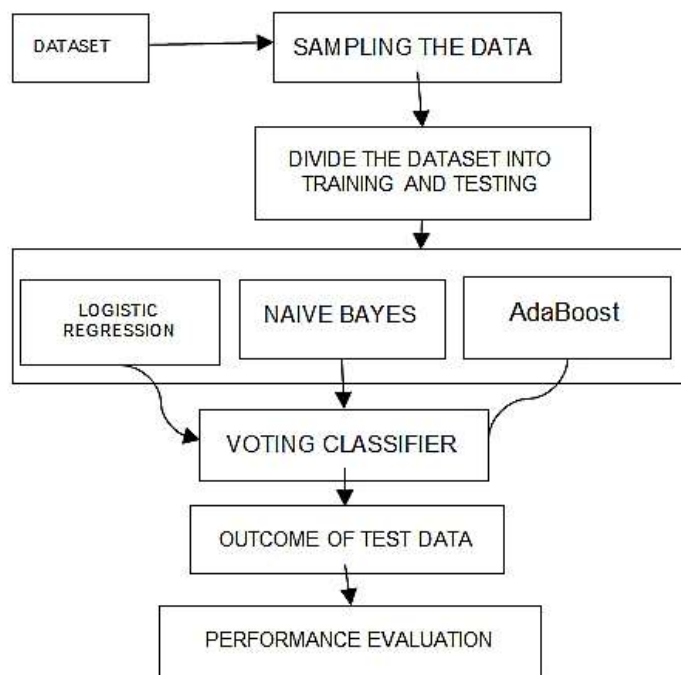 DATASET
SAMPLING THE DATA
DIVIDE THE DATASET INTO
TRAINING AND TESTING
LOGISTIC
REGRESSION
NAIVE BAYES
AdaBoost
VOTING CLASSIFIER
OUTCOME OF TEST DATA
PERFORMANCE EVALUATION